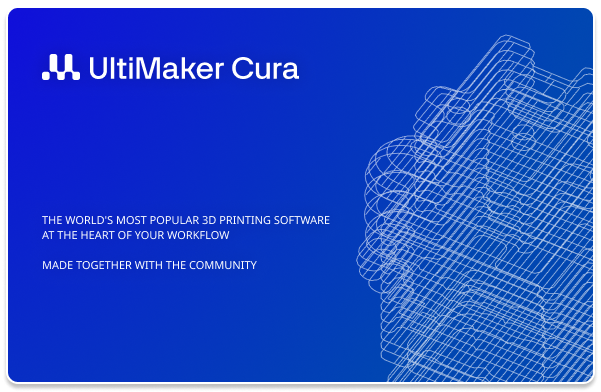 UltiMaker Cura
THE WORLD'S MOST POPULAR 3D PRINTING SOFTWARE
AT THE HEART OF YOUR WORKFLOW
MADE TOGETHER WITH THE COMMUNITY